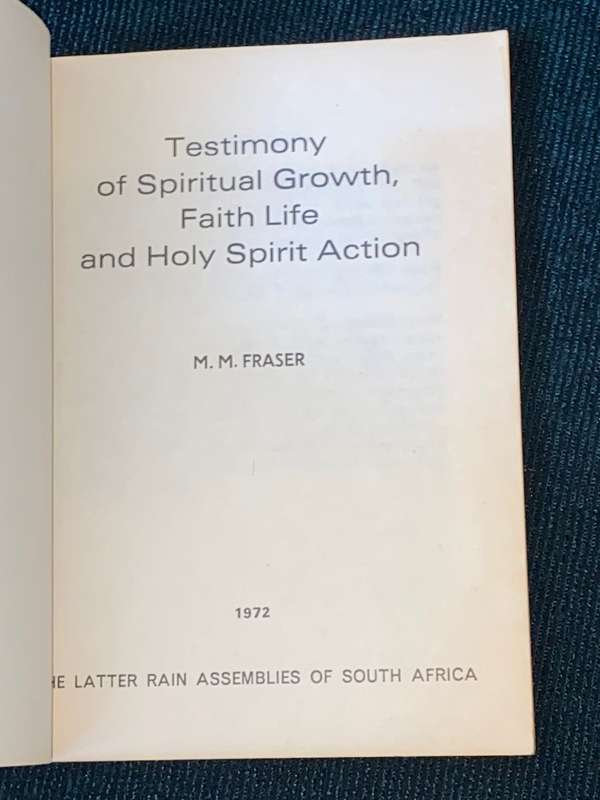 Testimony
of Spiritual Growth,
Faith Life
and Holy Spirit Action
M. M. FRASER
1972
HE LATTER RAIN ASSEMBLIES OF SOUTH AFRICA